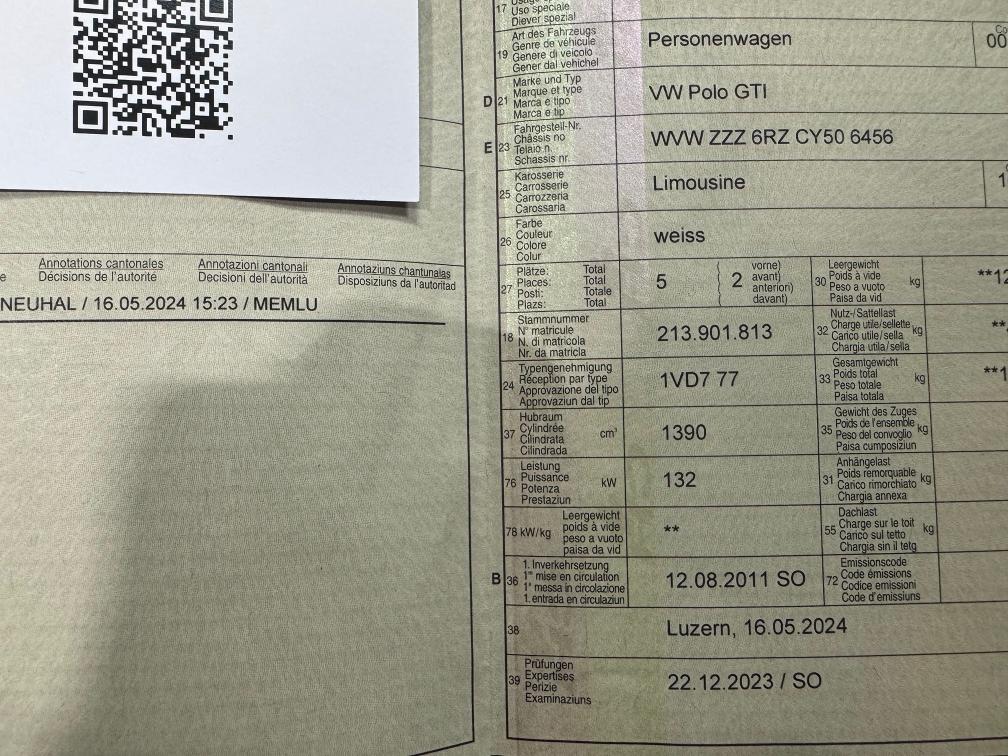 Annotations cantonales
Décisions de l'autorité
Annotazioni cantonali
Decisioni dell'autorità
Annotaziuns chantunalas
Disposiziuns da l'autoritad
NEUHAL / 16.05.2024 15:23 / MEMLU
17 Uso speciale
Diever spezial
19 Art des Fahrzeugs
Genre de véhicule
Genere di veicolo
Gener dal vehichel
Personenwagen
00
D 21 Marke und Typ
Marque et type
Marca e tipo
Marca e tip
VW Polo GTI
E 23 Fahrgestell-Nr.
Châssis no
Telaio n.
Schassis nr.
WVW ZZZ 6RZ CY50 6456
25 Karosserie
Carrosserie
Carrozzeria
Carossaria
Limousine
1
26 Farbe
Couleur
Colore
Colur
weiss
27 Plätze: Total
Places: Total
Posti: Totale
Plazs: Total
5
2
vorne)
avant)
anteriori)
davant)
30 Leergewicht
Poids à vide
Peso a vuoto
Paisa da vid
kg
**12
18 Stammnummer
N° matricule
N. di matricola
Nr. da matricla
213.901.813
32 Nutz-/Sattellast
Charge utile/sellette
Carico utile/sella
Chargia utila/sella
kg
**
24 Typengenehmigung
Réception par type
Approvazione del tipo
Approvaziun dal tip
1VD7 77
33 Gesamtgewicht
Poids total
Peso totale
Paisa totala
kg
**1
37 Hubraum
Cylindrée
Cilindrata
Cilindrada
cm³
1390
35 Gewicht des Zuges
Poids de l'ensemble
Peso del convoglio
Paisa cumposiziun
kg
76 Leistung
Puissance
Potenza
Prestaziun
kW
132
31 Anhängelast
Poids remorquable
Carico rimorchiato
Chargia annexa
kg
78 kW/kg
Leergewicht
poids à vide
peso a vuoto
paisa da vid
**
55 Dachlast
Charge sur le toit
Carico sul tetto
Chargia sin il tetg
kg
B 36 1. Inverkehrsetzung
1re mise en circulation
1a messa in circolazione
1. entrada en circulaziun
12.08.2011 SO
72 Emissionscode
Code émissions
Codice emissioni
Code d'emissiuns
38
Luzern, 16.05.2024
39 Prüfungen
Expertises
Perizie
Examinaziuns
22.12.2023 / SO